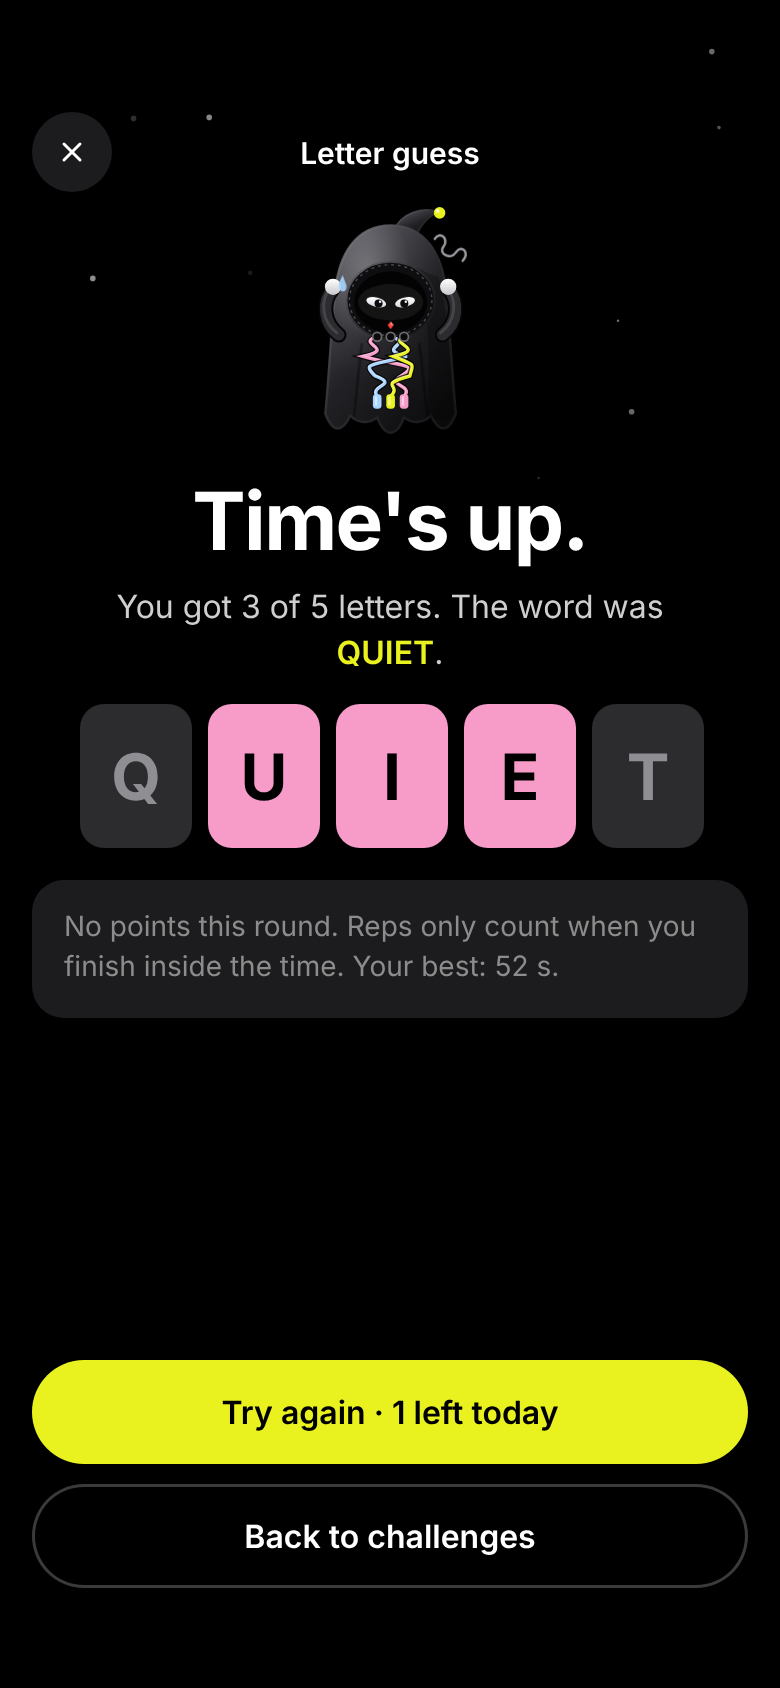 Letter guess
Time's up.
You got 3 of 5 letters. The word was
QUIET.
Q U I E T
No points this round. Reps only count when you
finish inside the time. Your best: 52 s.
Try again · 1 left today
Back to challenges